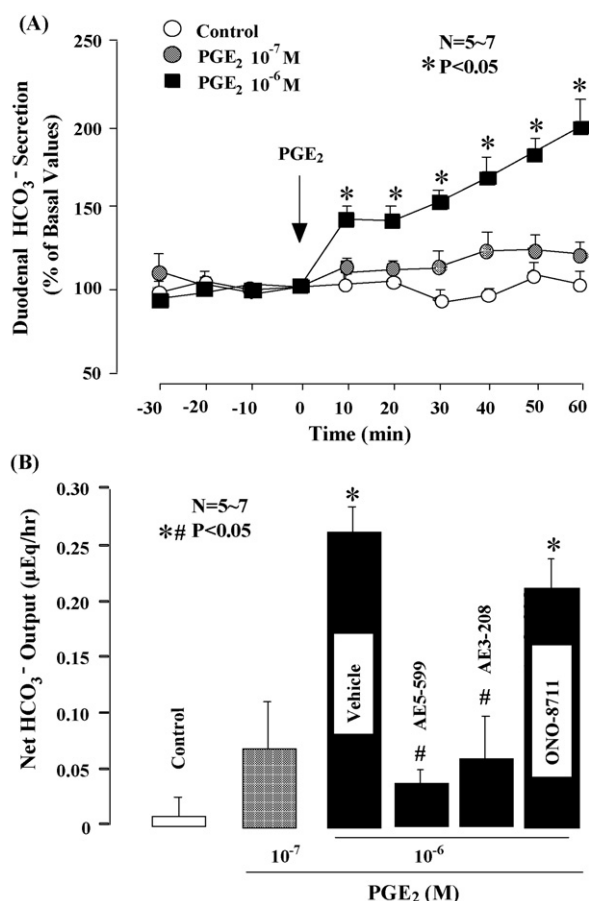 (A)
250
200
150
100
50
Duodenal HCO₃⁻ Secretion
(% of Basal Values)
Control
PGE₂ 10⁻⁷ M
PGE₂ 10⁻⁶ M
N=5~7
* P<0.05
PGE₂
* * * * * *
-30 -20 -10 0 10 20 30 40 50 60
Time (min)
(B)
0.30
0.25
0.20
0.15
0.10
0.05
0
Net HCO₃⁻ Output (µEq/hr)
N=5~7
*# P<0.05
Control
*
Vehicle
AE5-599
#
AE3-208
#
*
ONO-8711
10⁻⁷ 10⁻⁶
PGE₂ (M)